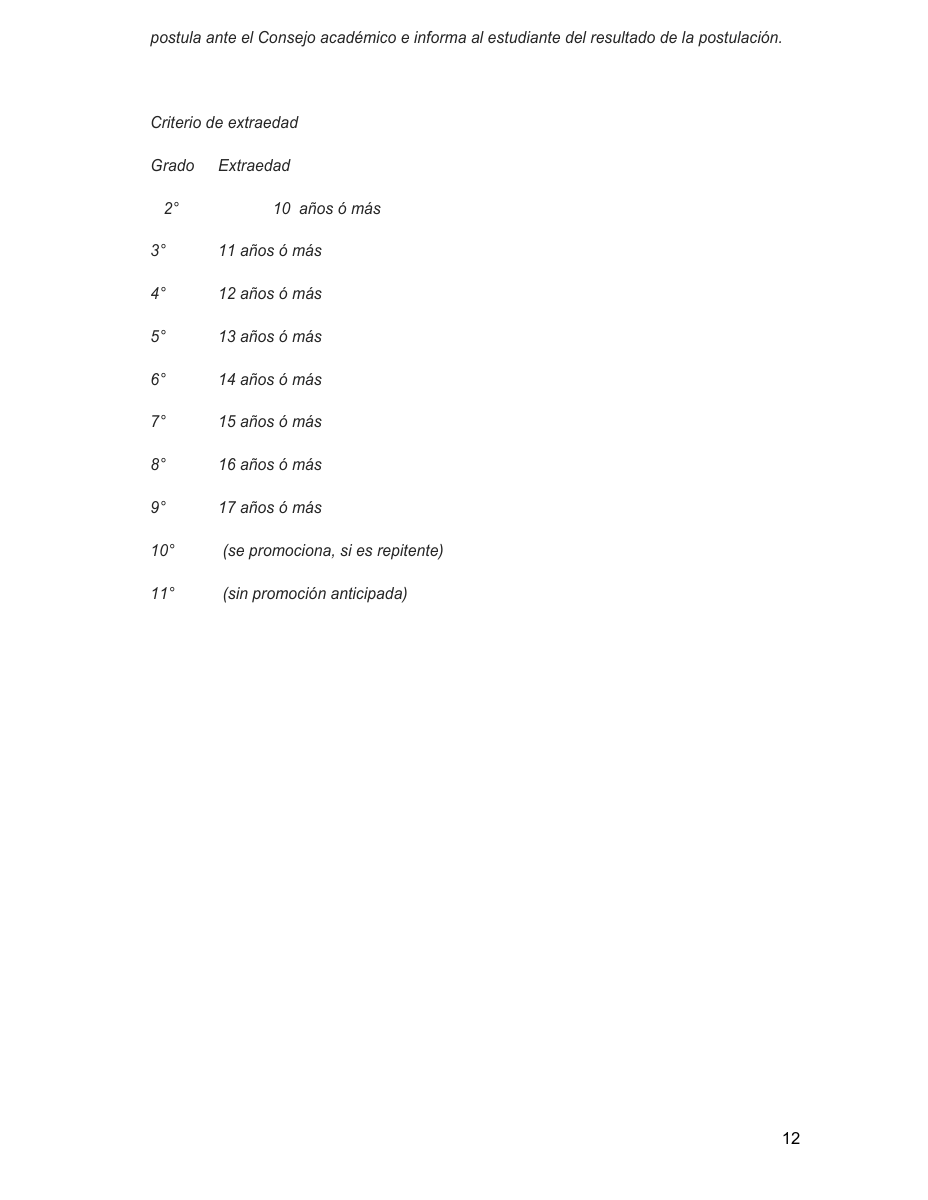 postula ante el Consejo académico e informa al estudiante del resultado de la postulación.
Criterio de extraedad
Grado Extraedad
2° 10 años ó más
3° 11 años ó más
4° 12 años ó más
5° 13 años ó más
6° 14 años ó más
7° 15 años ó más
8° 16 años ó más
9° 17 años ó más
10° (se promociona, si es repitente)
11° (sin promoción anticipada)
12